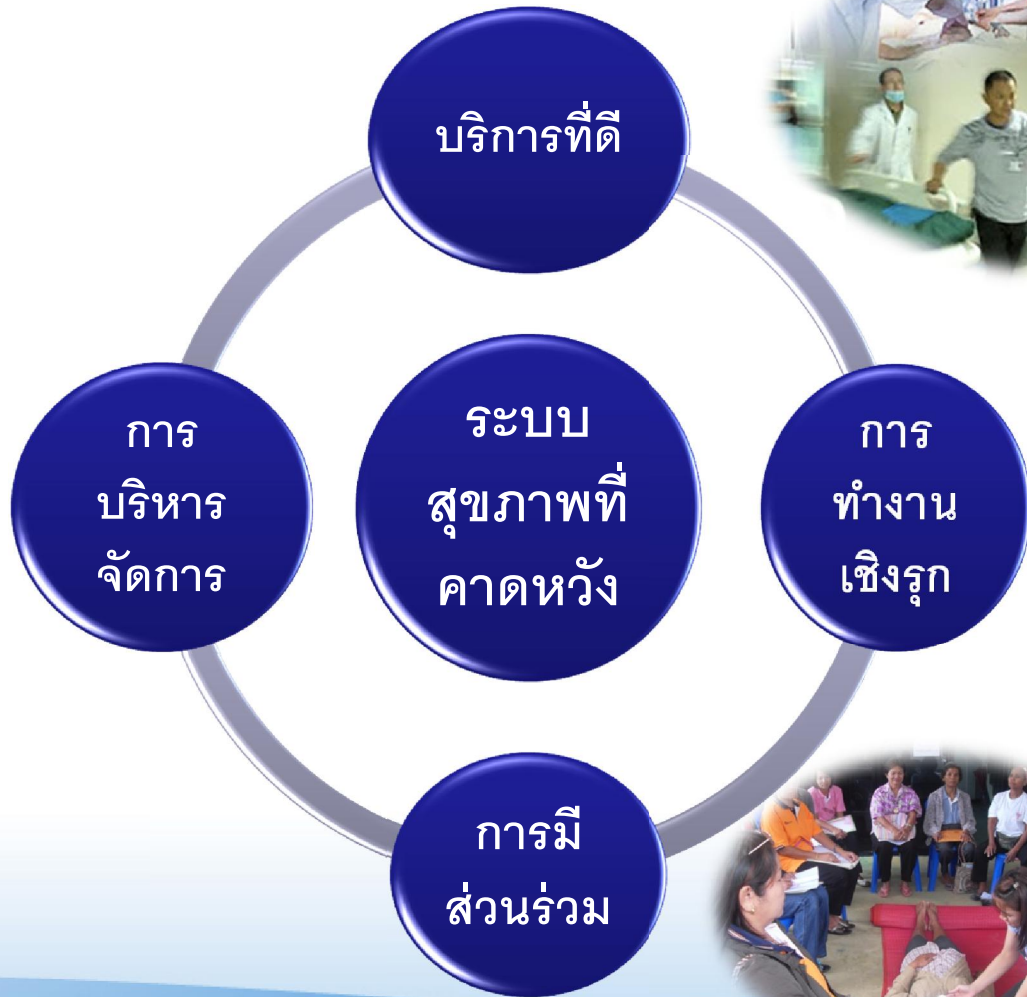 บริการที่ดี
การ
บริหาร
จัดการ
ระบบ
สุขภาพที่
คาดหวัง
การ
ทำงาน
เชิงรุก
การมี
ส่วนร่วม